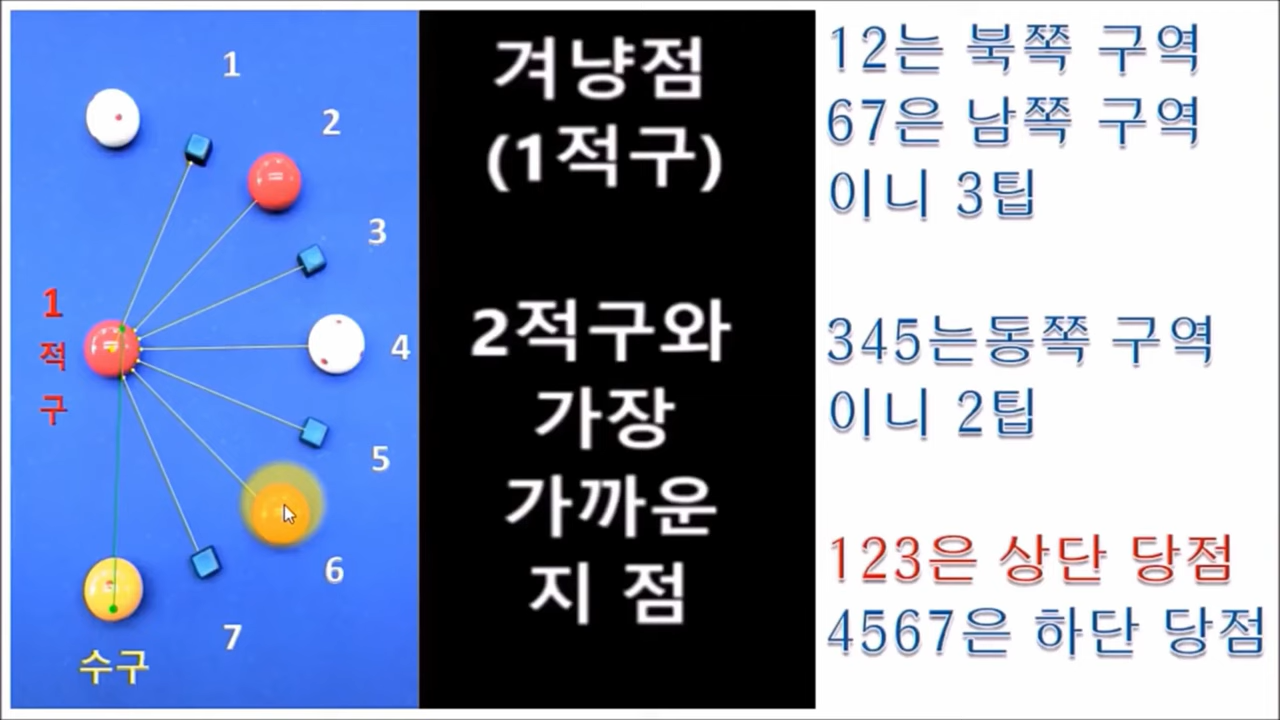 1
2
3
4
5
6
7
1
적
구
수구
겨냥점
(1적구)
2적구와
가장
가까운
지 점
12는 북쪽 구역
67은 남쪽 구역
이니 3팁
345는동쪽 구역
이니 2팁
123은 상단 당점
4567은 하단 당점